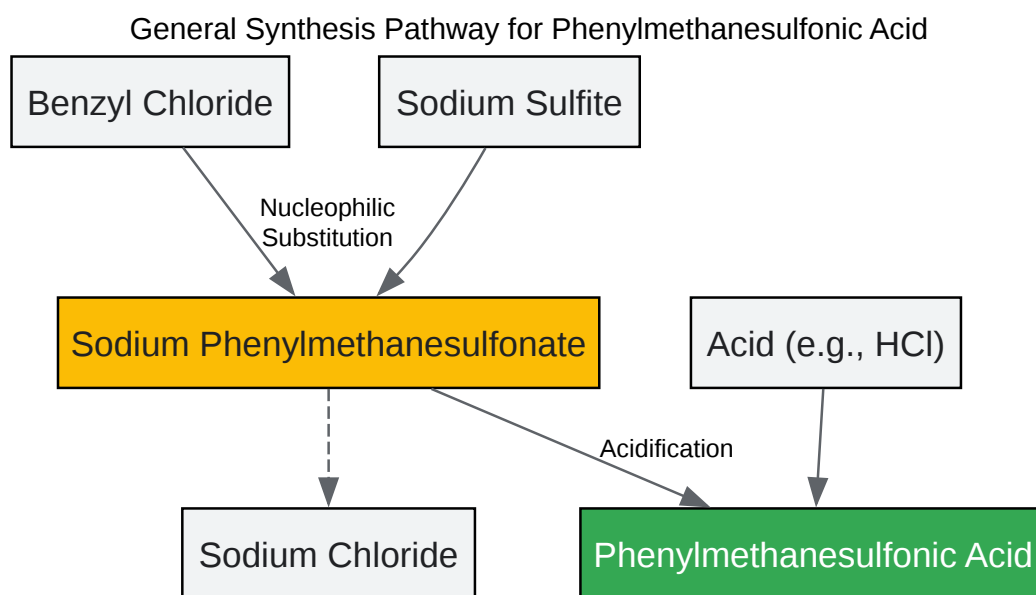 General Synthesis Pathway for Phenylmethanesulfonic Acid
Benzyl Chloride
Sodium Sulfite
Nucleophilic
Substitution
Sodium Phenylmethanesulfonate
Acid (e.g., HCl)
Acidification
Sodium Chloride
Phenylmethanesulfonic Acid